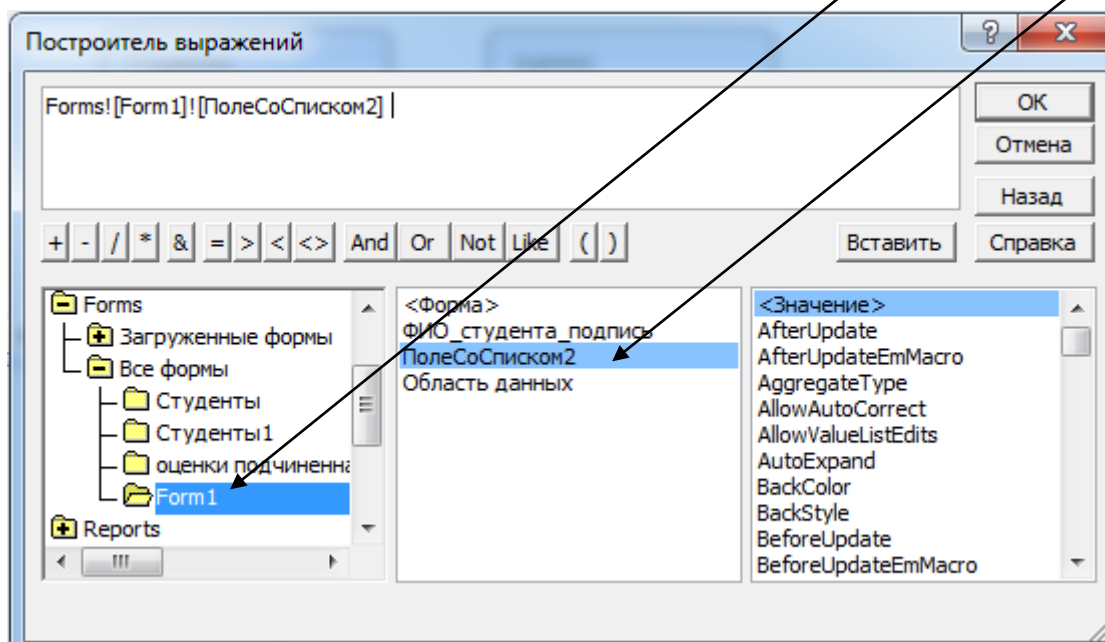 Построитель выражений
Forms![Form1]![ПолеСоСписком2]
ОК
Отмена
Назад
+ - / * & = > < <> And Or Not Like ( ) Вставить Справка
Forms
Загруженные формы
Все формы
Студенты
Студенты1
оценки подчиненна
Form1
Reports
<Форма>
ФИО_студента_подпись
ПолеСоСписком2
Область данных
<Значение>
AfterUpdate
AfterUpdateEmMacro
AggregateType
AllowAutoCorrect
AllowValueListEdits
AutoExpand
BackColor
BackStyle
BeforeUpdate
BeforeUpdateEmMacro